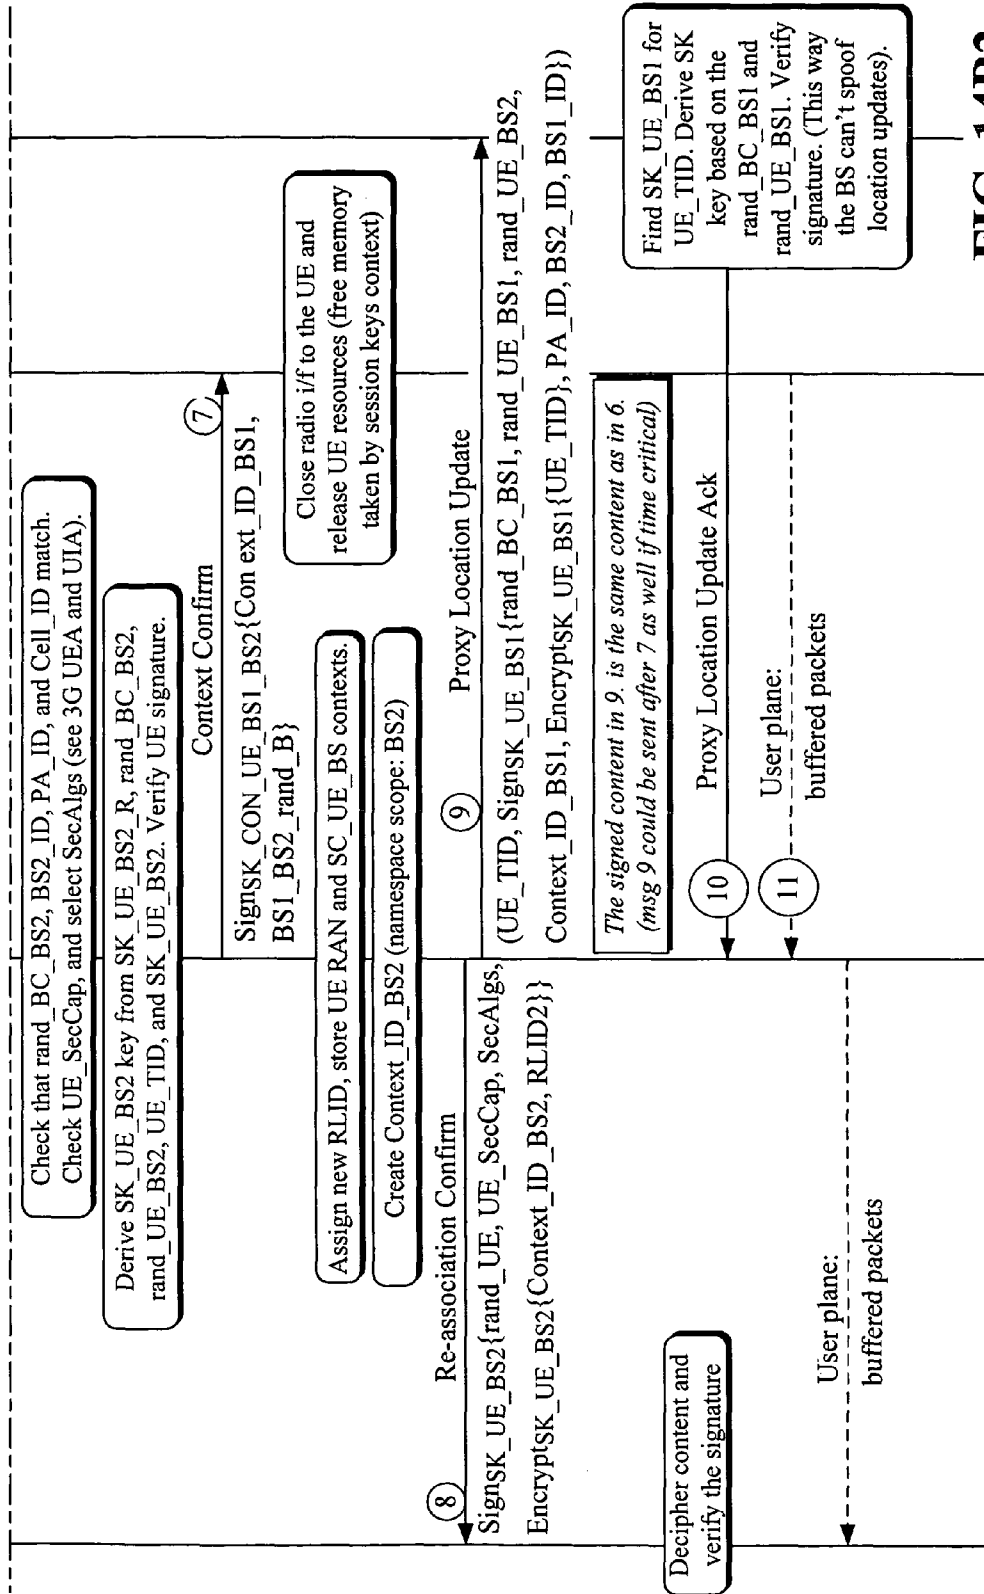 Check that rand_BC_BS2, BS2_ID, PA_ID, and Cell_ID match.
Check UE_SecCap, and select SecAlgs (see 3G UEA and UIA).
Derive SK_UE_BS2 key from SK_UE_BS2_R, rand_BC_BS2,
rand_UE_BS2, UE_TID, and SK_UE_BS2. Verify UE signature.
Context Confirm
7
SignSK_CON_UE_BS1_BS2{Con ext_ID_BS1,
BS1_BS2_rand_B}
Close radio i/f to the UE and
release UE resources (free memory
taken by session keys context)
Assign new RLID, store UE RAN and SC_UE_BS contexts.
Create Context_ID_BS2 (namespace scope: BS2)
8
Re-association Confirm
SignSK_UE_BS2{rand_UE, UE_SecCap, SecAlgs,
EncryptSK_UE_BS2{Context_ID_BS2, RLID2}}
9
Proxy Location Update
(UE_TID, SignSK_UE_BS1{rand_BC_BS1, rand_UE_BS1, rand_UE_BS2,
Context_ID_BS1, EncryptSK_UE_BS1{UE_TID}, PA_ID, BS2_ID, BS1_ID})
The signed content in 9. is the same content as in 6.
(msg 9 could be sent after 7 as well if time critical)
Find SK_UE_BS1 for
UE_TID. Derive SK
key based on the
rand_BC_BS1 and
rand_UE_BS1. Verify
signature. (This way
the BS can't spoof
location updates).
Decipher content and
verify the signature
10
Proxy Location Update Ack
11
User plane:
buffered packets
User plane:
buffered packets